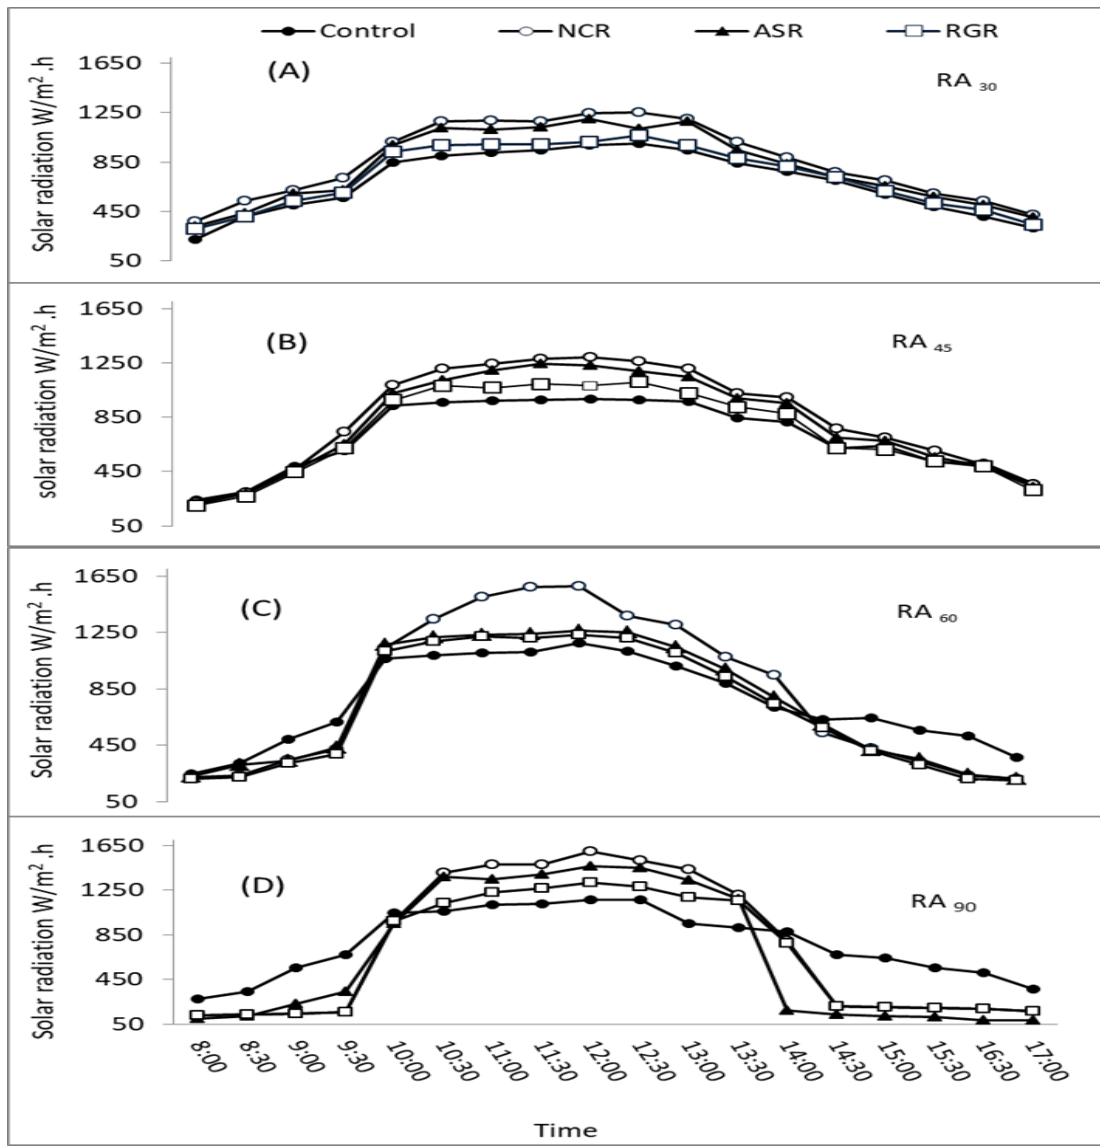 Control NCR ASR RGR
Solar radiation W/m² .h
1650
1250
850
450
50
(A)
RA 30
solar radiation W/m² .h
1650
1250
850
450
50
(B)
RA 45
Solar radiation W/m² .h
1650
1250
850
450
50
(C)
RA 60
Solar radiation W/m² .h
1650
1250
850
450
50
(D)
RA 90
8:00 8:30 9:00 9:30 10:00 10:30 11:00 11:30 12:00 12:30 13:00 13:30 14:00 14:30 15:00 15:30 16:30 17:00
Time